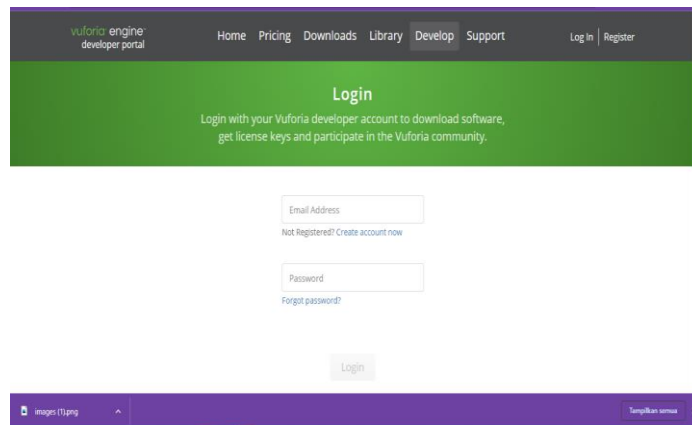 vuforia engine™
developer portal
Home Pricing Downloads Library Develop Support
Log In | Register
Login
Login with your Vuforia developer account to download software,
get license keys and participate in the Vuforia community.
Email Address
Not Registered? Create account now
Password
Forgot password?
Login
images (1).png
Tampilkan semua